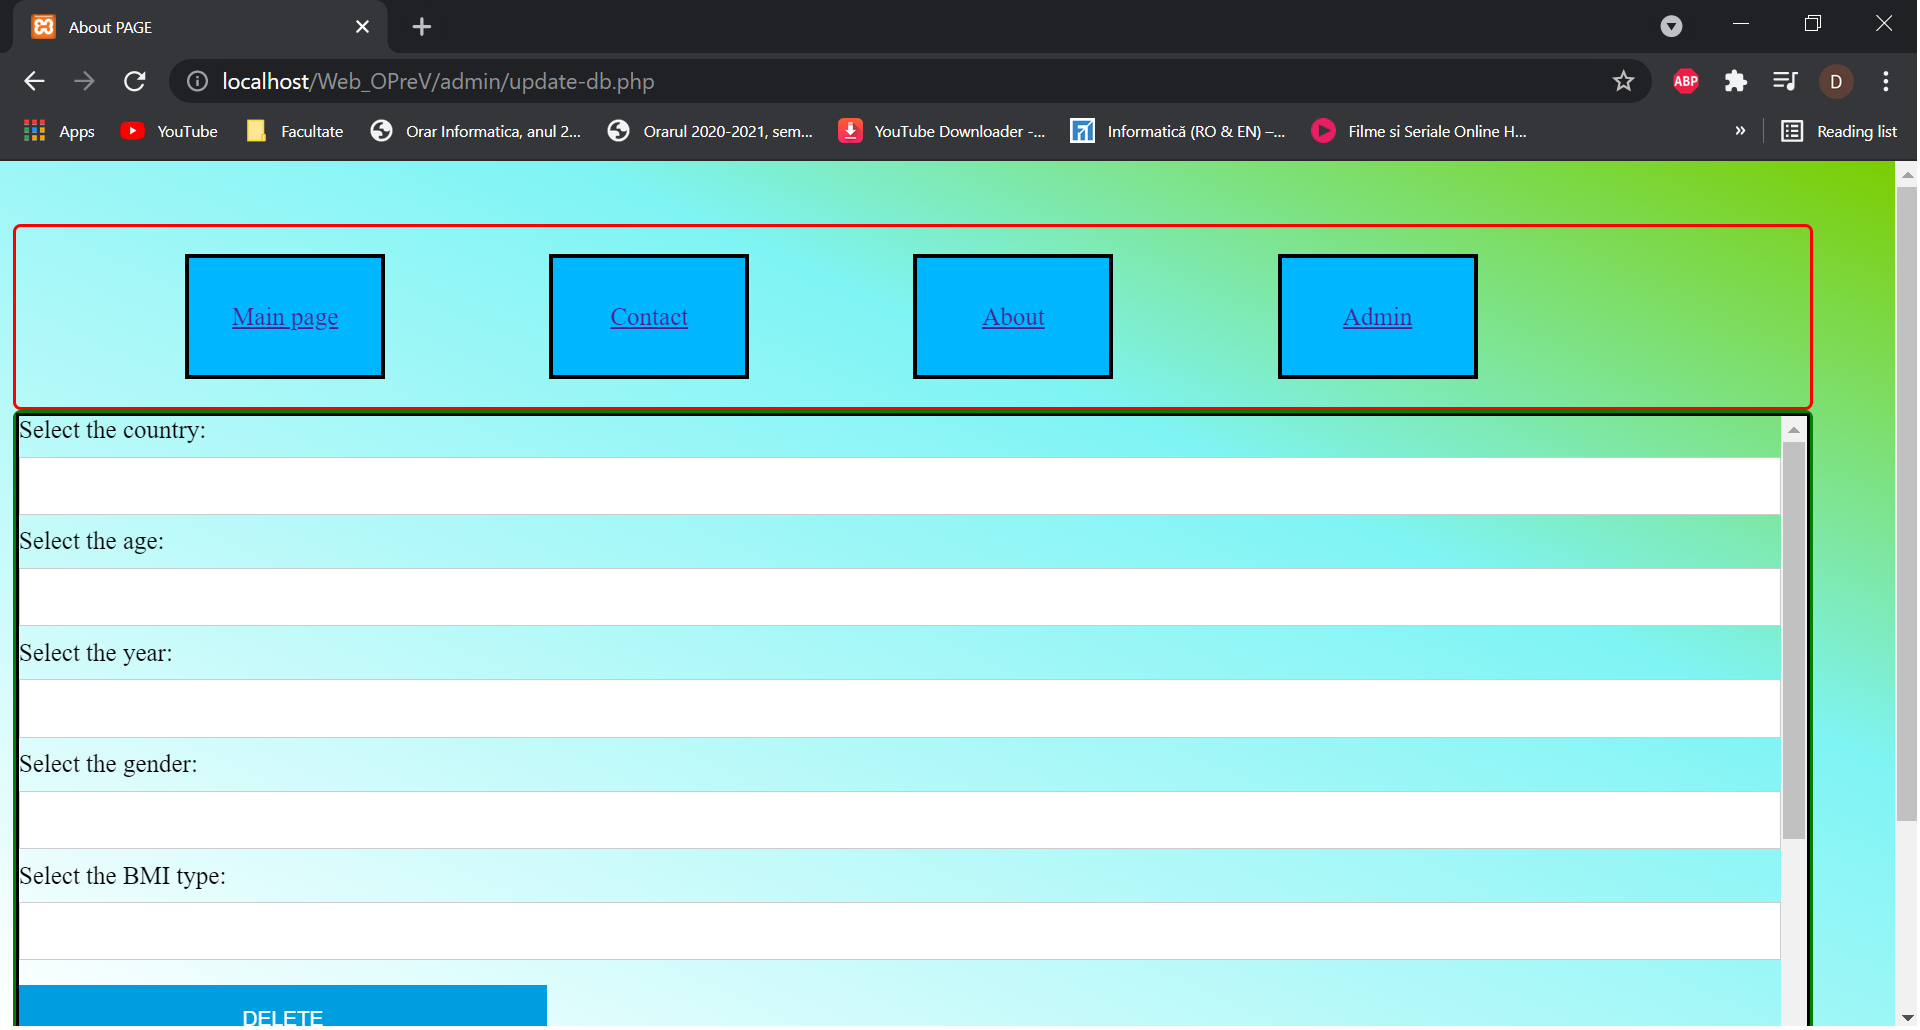 About PAGE
localhost/Web_OPreV/admin/update-db.php
ABP
D
Apps
YouTube
Facultate
Orar Informatica, anul 2...
Orarul 2020-2021, sem...
YouTube Downloader -...
Informatică (RO & EN) –...
Filme si Seriale Online H...
»
Reading list
Main page
Contact
About
Admin
Select the country:
Select the age:
Select the year:
Select the gender:
Select the BMI type:
DELETE